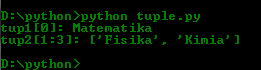 D:\python>python tuple.py
tup1[0]: Matematika
tup2[1:3]: ['Fisika', 'Kimia']
D:\python>